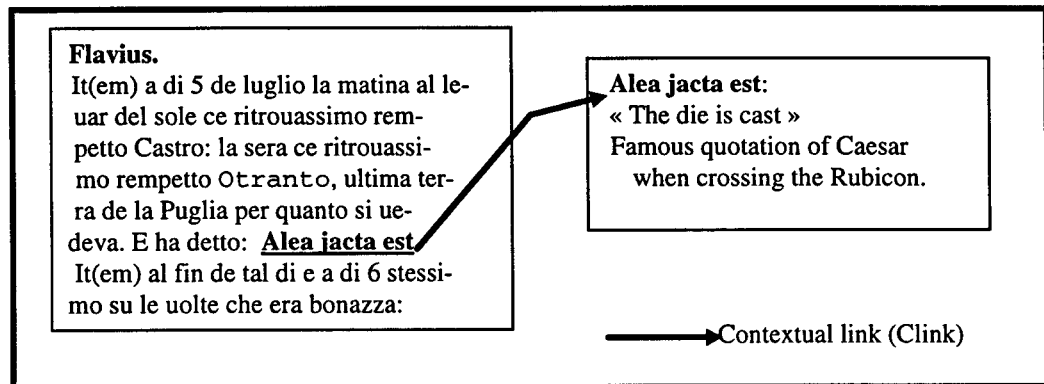 Flavius.
It(em) a di 5 de luglio la matina al le-
uar del sole ce ritrouassimo rem-
petto Castro: la sera ce ritrouassi-
mo rempetto Otranto, ultima ter-
ra de la Puglia per quanto si ue-
deva. E ha detto: Alea jacta est
It(em) al fin de tal di e a di 6 stessi-
mo su le uolte che era bonazza:
Alea jacta est:
« The die is cast »
Famous quotation of Caesar
when crossing the Rubicon.
Contextual link (Clink)